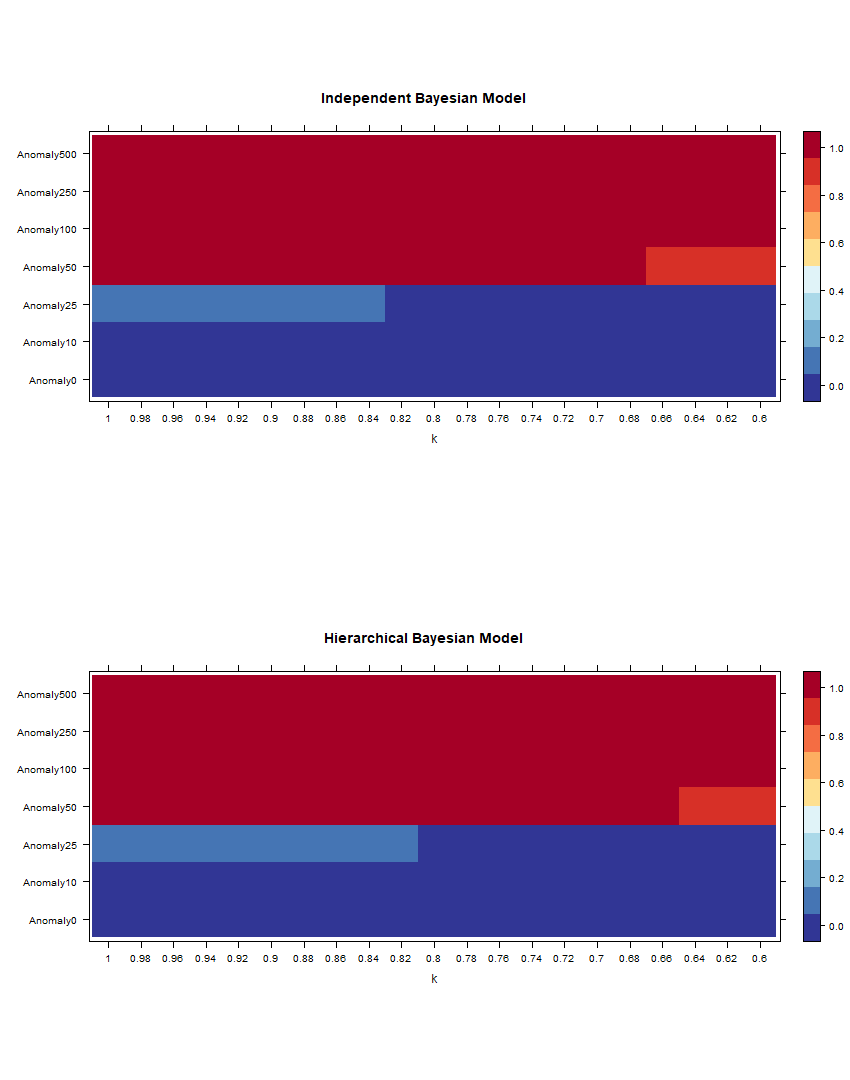 Independent Bayesian Model
Anomaly500
Anomaly250
Anomaly100
Anomaly50
Anomaly25
Anomaly10
Anomaly0
1.0
0.8
0.6
0.4
0.2
0.0
1 0.98 0.96 0.94 0.92 0.9 0.88 0.86 0.84 0.82 0.8 0.78 0.76 0.74 0.72 0.7 0.68 0.66 0.64 0.62 0.6
k
Hierarchical Bayesian Model
Anomaly500
Anomaly250
Anomaly100
Anomaly50
Anomaly25
Anomaly10
Anomaly0
1.0
0.8
0.6
0.4
0.2
0.0
1 0.98 0.96 0.94 0.92 0.9 0.88 0.86 0.84 0.82 0.8 0.78 0.76 0.74 0.72 0.7 0.68 0.66 0.64 0.62 0.6
k